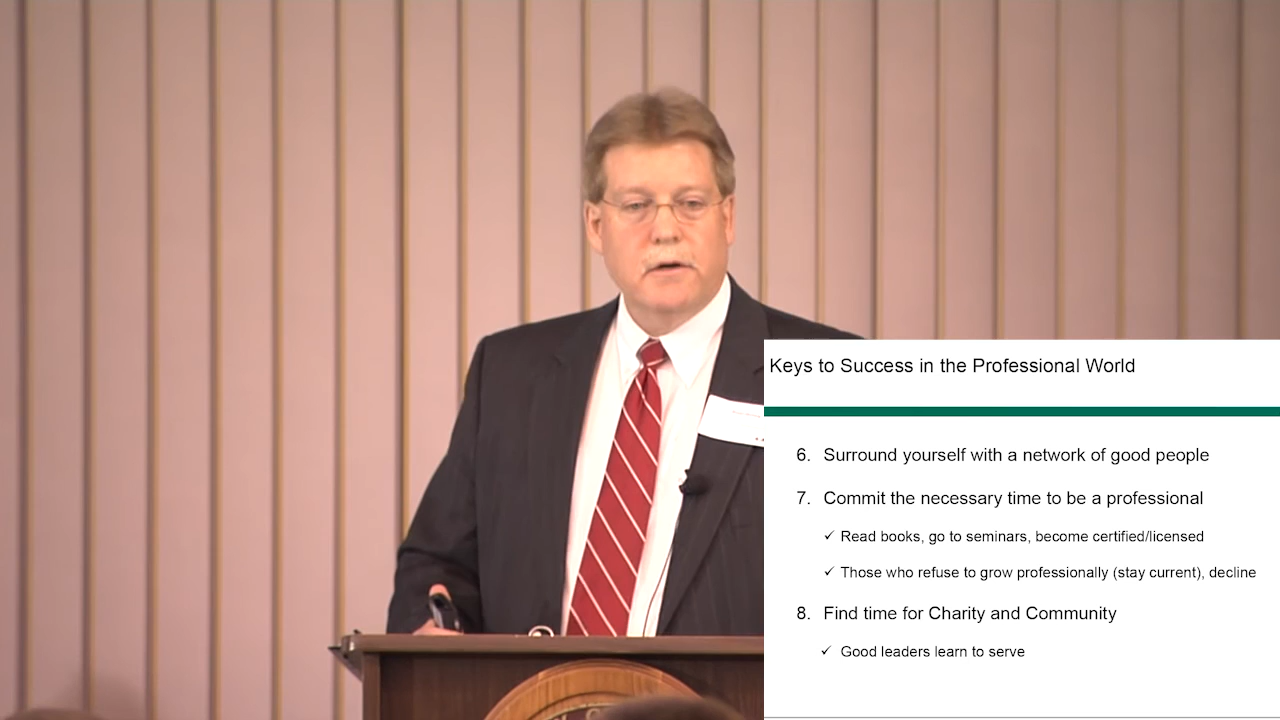 Keys to Success in the Professional World
6. Surround yourself with a network of good people
7. Commit the necessary time to be a professional
✓ Read books, go to seminars, become certified/licensed
✓ Those who refuse to grow professionally (stay current), decline
8. Find time for Charity and Community
✓ Good leaders learn to serve